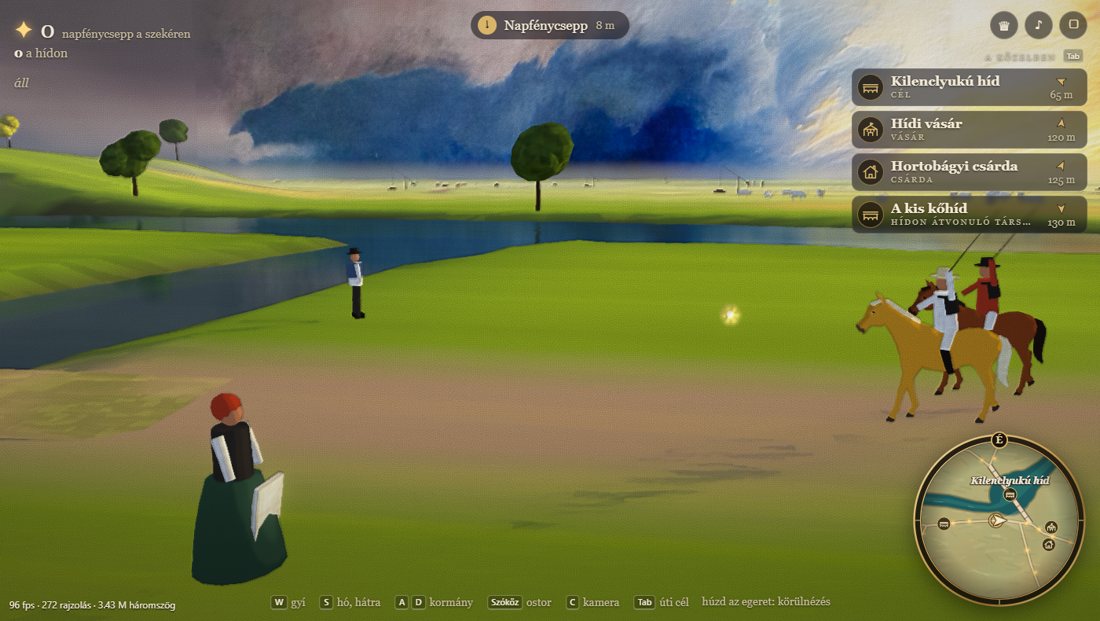 0 napfénycsepp a szekéren
0 a hídon
áll
Napfénycsepp 8 m
A KÖZELBEN Tab
Kilenclyukú híd
CÉL 65 m
Hídi vásár
VÁSÁR 120 m
Hortobágyi csárda
CSÁRDA 125 m
A kis kőhíd
HÍDON ÁTVONULÓ TÁRS... 130 m
É
Kilenclyukú híd
96 fps · 272 rajzolás · 3.43 M háromszög
W gyí S hó, hátra A D kormány Szóköz ostor C kamera Tab úti cél húzd az egeret: körülnézés